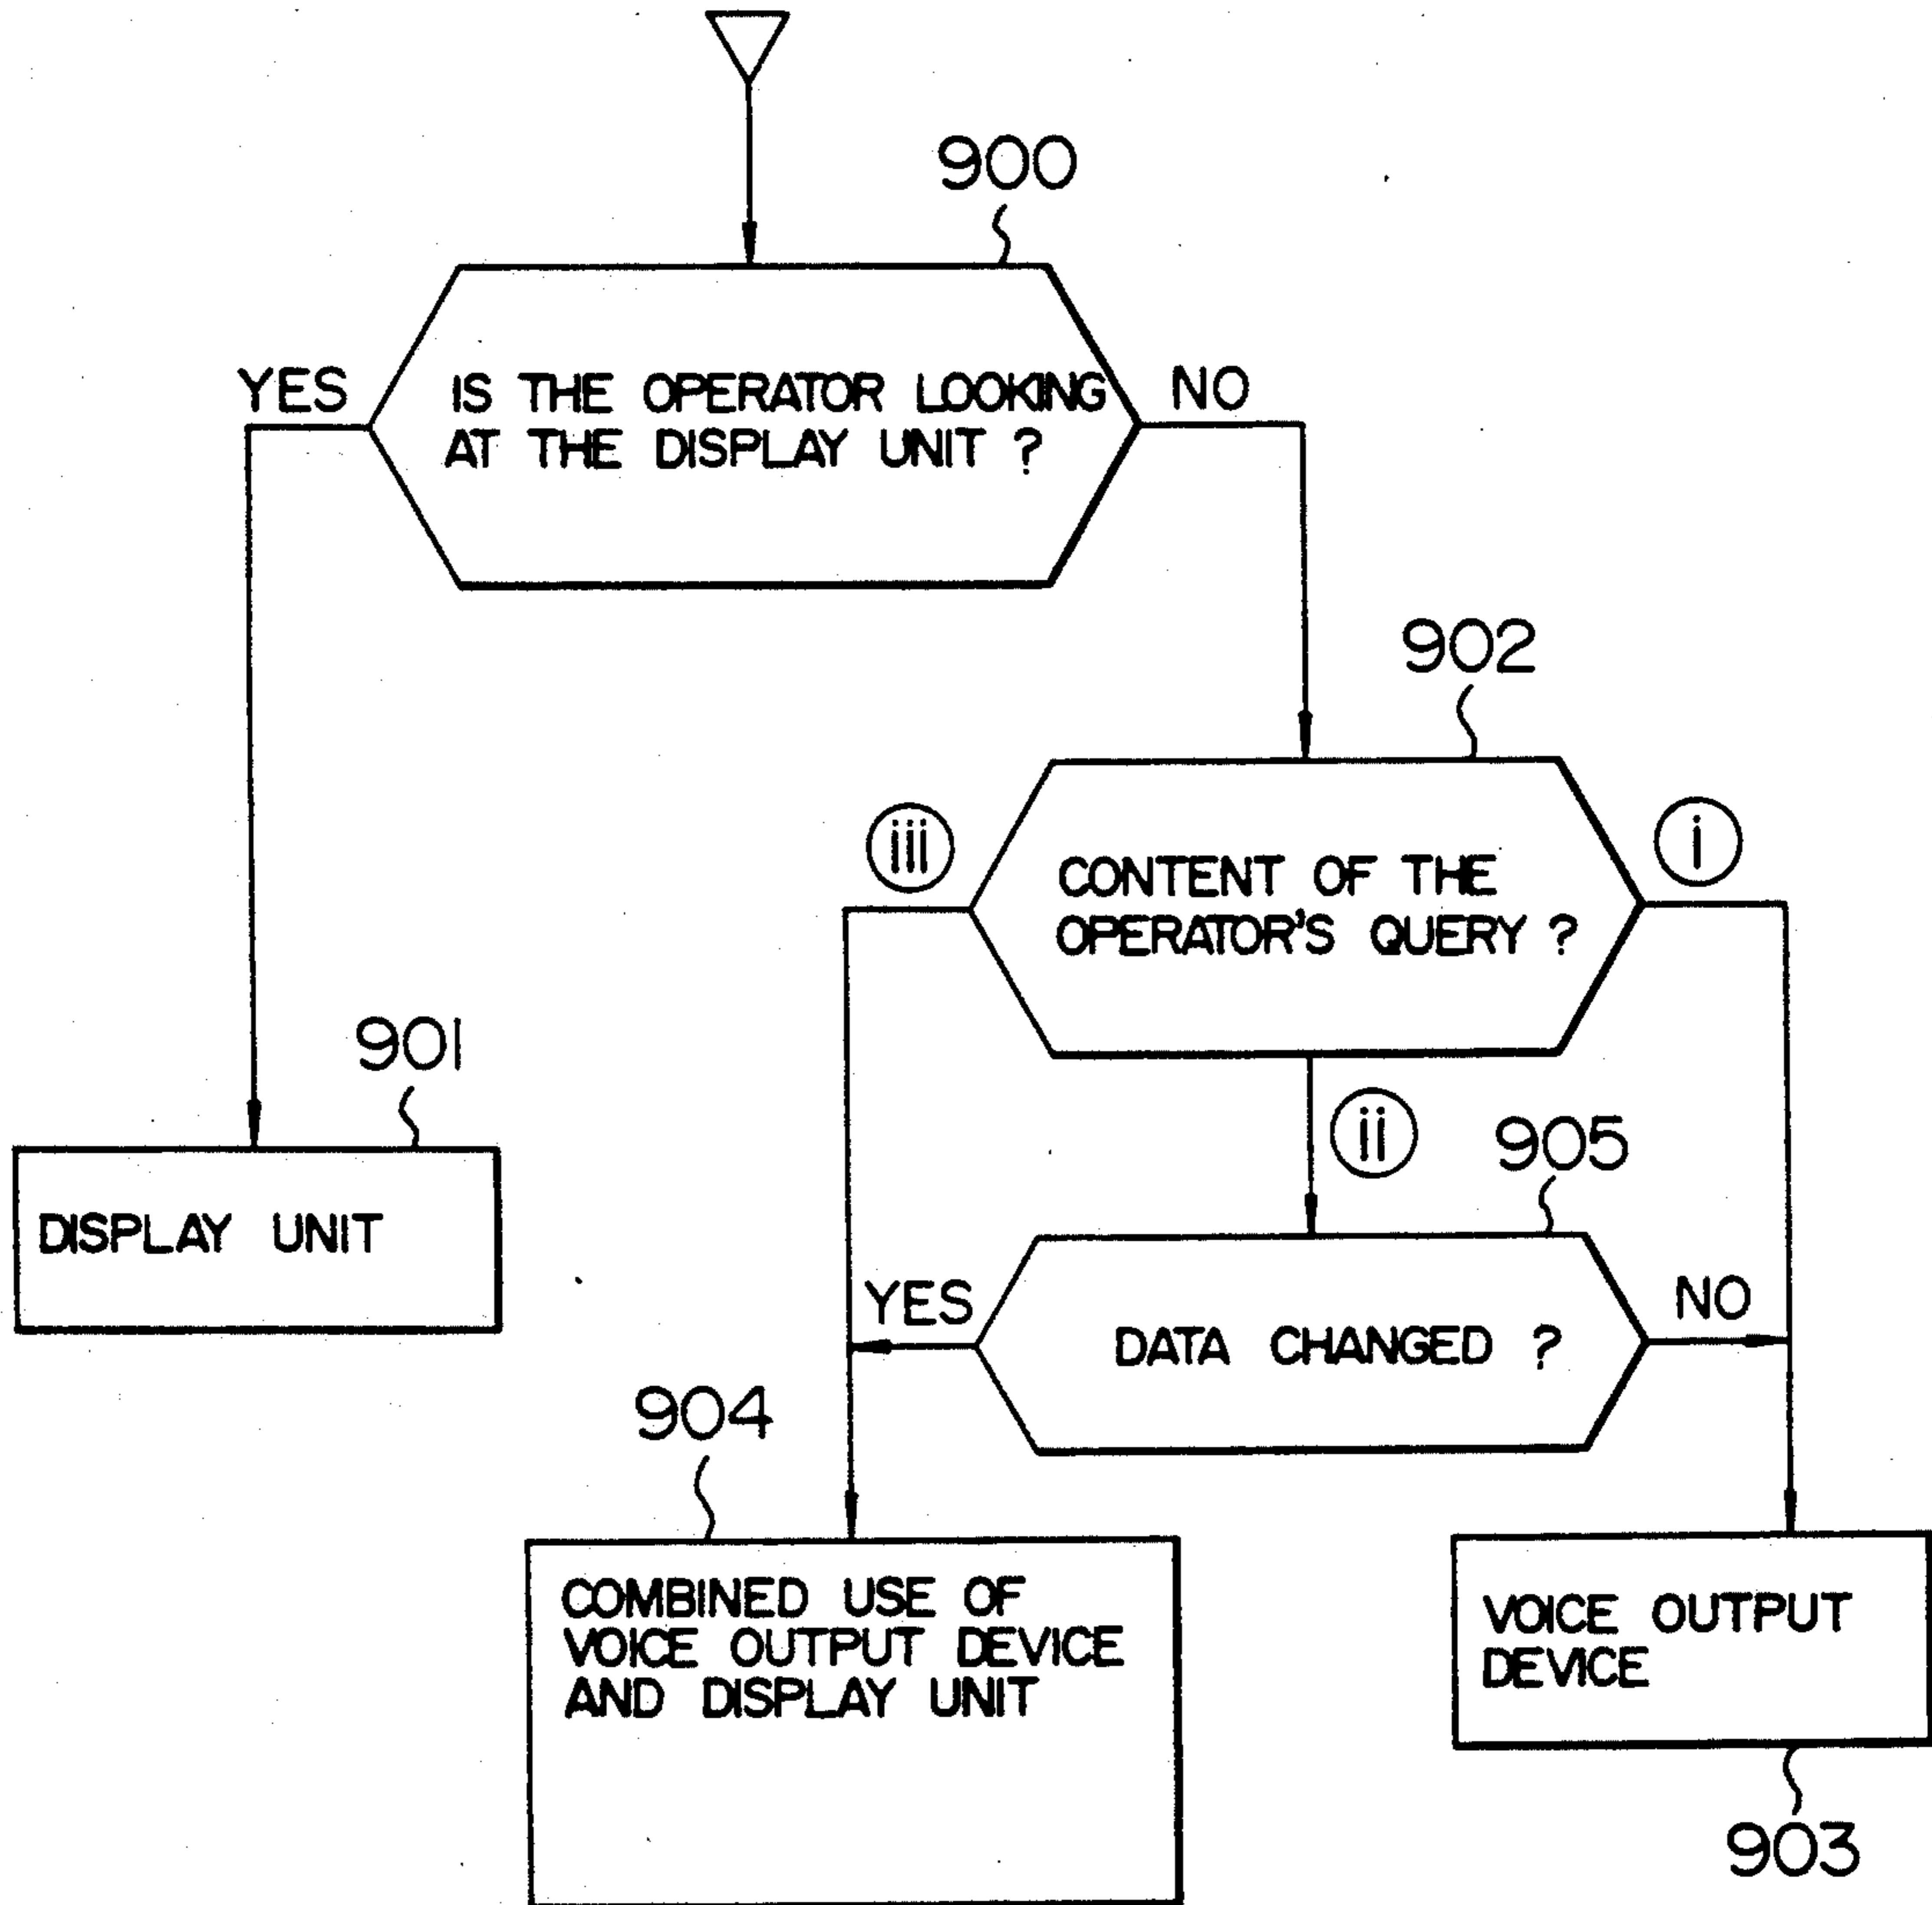 900
YES
IS THE OPERATOR LOOKING
AT THE DISPLAY UNIT ?
NO
902
iii
CONTENT OF THE
OPERATOR'S QUERY ?
i
901
DISPLAY UNIT
ii
905
YES
DATA CHANGED ?
NO
904
COMBINED USE OF
VOICE OUTPUT DEVICE
AND DISPLAY UNIT
VOICE OUTPUT
DEVICE
903